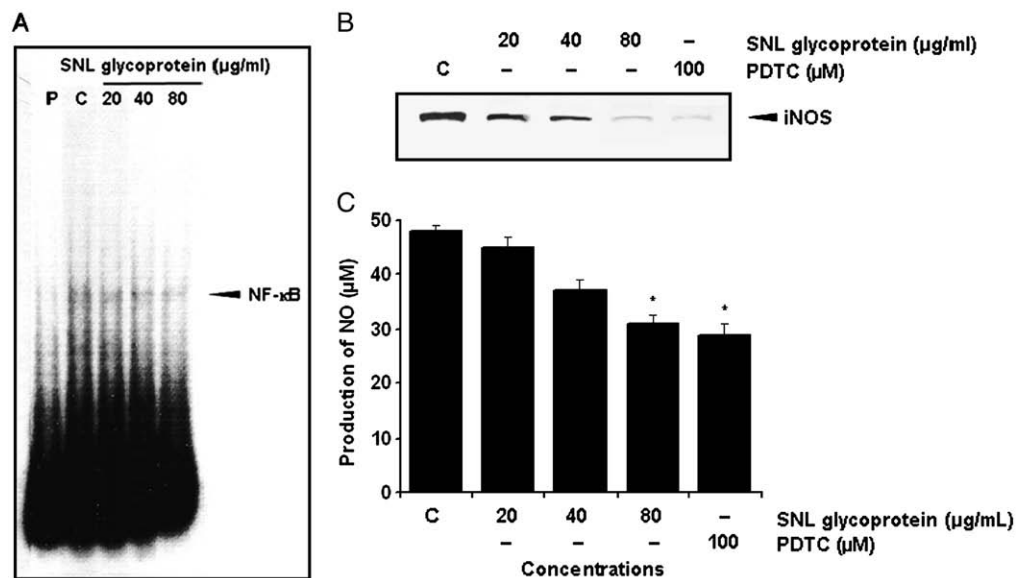 A
SNL glycoprotein (µg/ml)
P C 20 40 80
NF-κB
B
20 40 80 – SNL glycoprotein (µg/ml)
C – – – 100 PDTC (µM)
iNOS
C
Production of NO (µM)
50
40
30
20
10
0
* *
C 20 40 80 – SNL glycoprotein (µg/mL)
– – – 100 PDTC (µM)
Concentrations